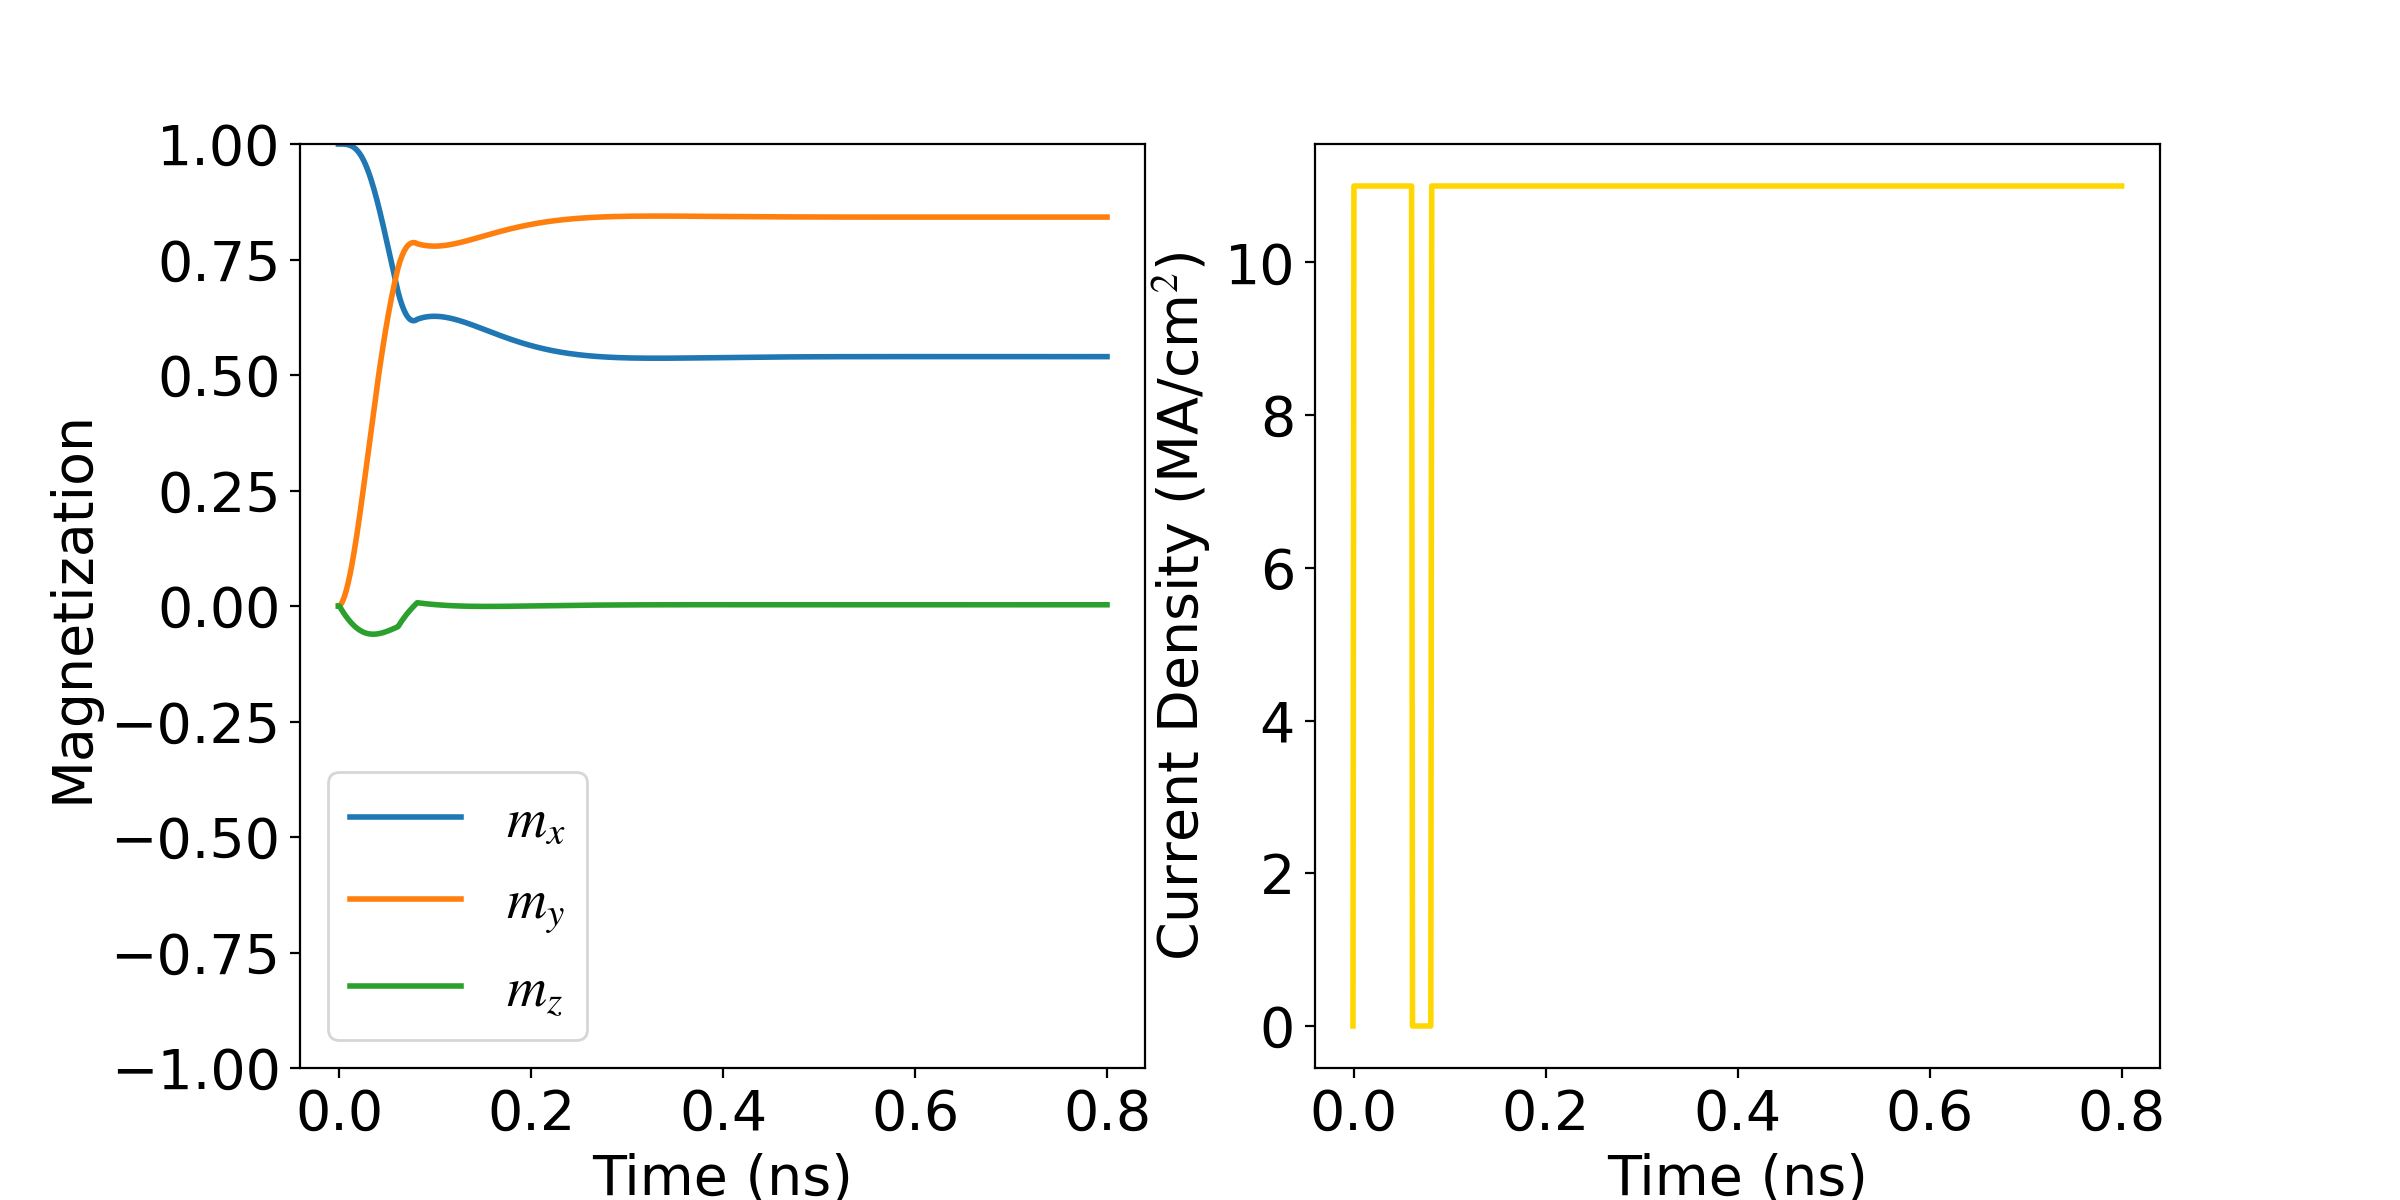 Magnetization
1.00
0.75
0.50
0.25
0.00
−0.25
−0.50
−0.75
−1.00
m_x
m_y
m_z
0.0 0.2 0.4 0.6 0.8
Time (ns)
Current Density (MA/cm²)
10
8
6
4
2
0
0.0 0.2 0.4 0.6 0.8
Time (ns)